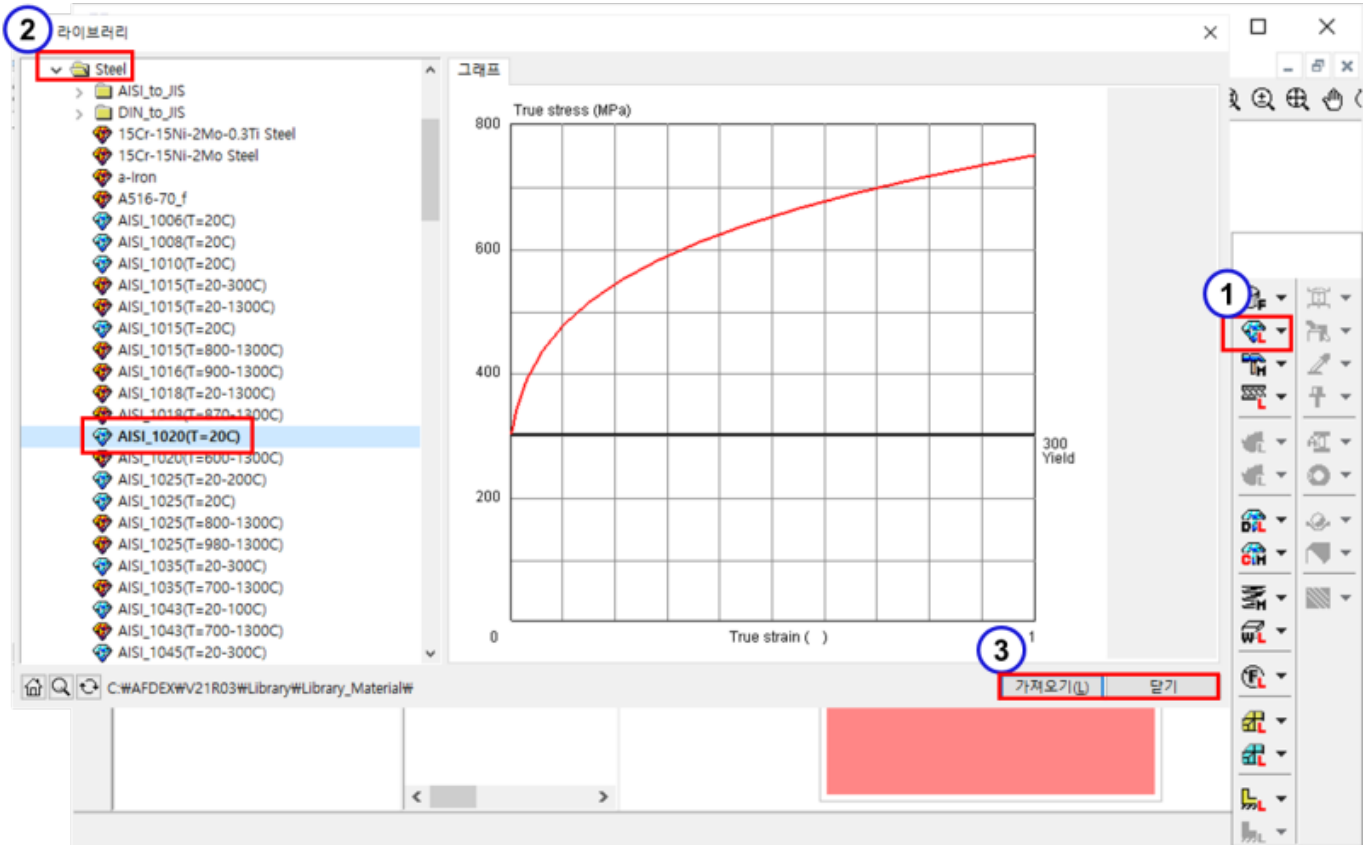 2
라이브러리
Steel
AISI_to_JIS
DIN_to_JIS
15Cr-15Ni-2Mo-0.3Ti Steel
15Cr-15Ni-2Mo Steel
a-Iron
A516-70_f
AISI_1006(T=20C)
AISI_1008(T=20C)
AISI_1010(T=20C)
AISI_1015(T=20-300C)
AISI_1015(T=20-1300C)
AISI_1015(T=20C)
AISI_1015(T=800-1300C)
AISI_1016(T=900-1300C)
AISI_1018(T=20-1300C)
AISI_1018(T=870-1300C)
AISI_1020(T=20C)
AISI_1020(T=600-1300C)
AISI_1025(T=20-200C)
AISI_1025(T=20C)
AISI_1025(T=800-1300C)
AISI_1025(T=980-1300C)
AISI_1035(T=20-300C)
AISI_1035(T=700-1300C)
AISI_1043(T=20-100C)
AISI_1043(T=700-1300C)
AISI_1045(T=20-300C)
그래프
True stress (MPa)
800
600
400
200
0
300
Yield
True strain ( )
1
3
C:₩AFDEX₩V21R03₩Library₩Library_Material₩
가져오기(L)
닫기
1
F
L
M
L
L
L
D L
C M
M
W L
F L
L
L
L
L